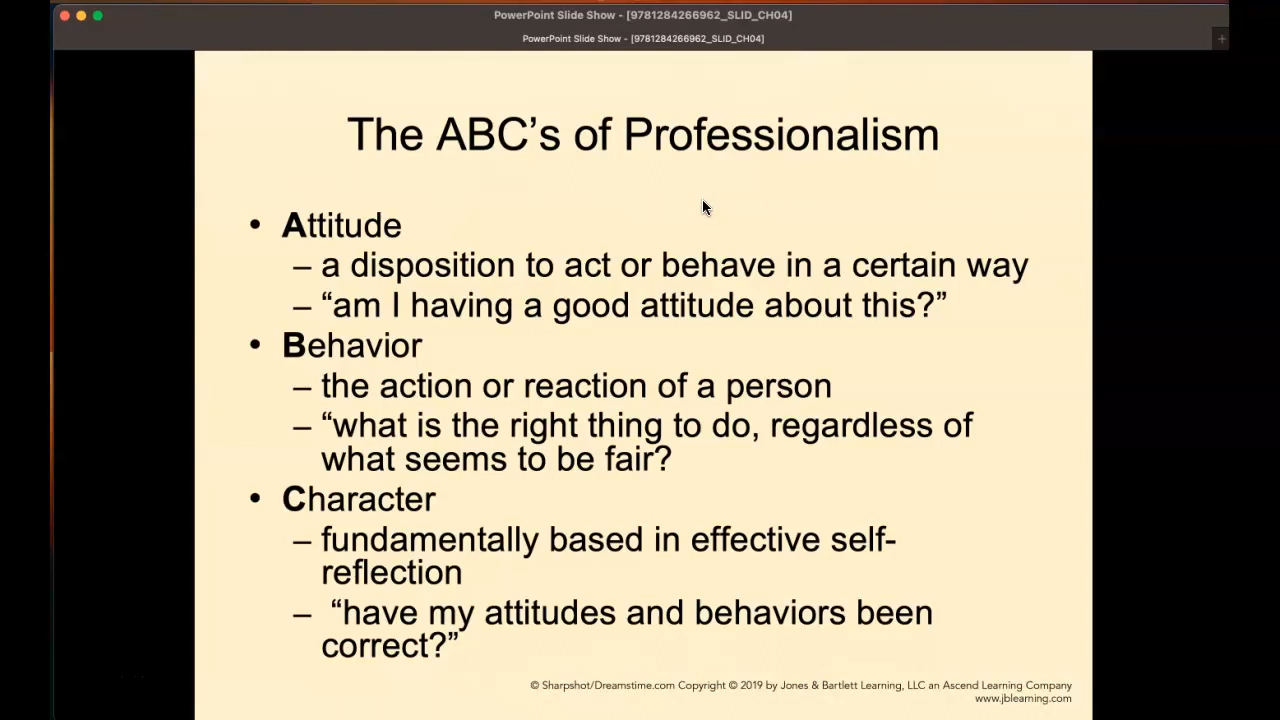 PowerPoint Slide Show - [9781284266962_SLID_CH04]
PowerPoint Slide Show - [9781284266962_SLID_CH04]
+
The ABC’s of Professionalism
• Attitude
– a disposition to act or behave in a certain way
– “am I having a good attitude about this?”
• Behavior
– the action or reaction of a person
– “what is the right thing to do, regardless of
what seems to be fair?
• Character
– fundamentally based in effective self-
reflection
– “have my attitudes and behaviors been
correct?”
© Sharpshot/Dreamstime.com Copyright © 2019 by Jones & Bartlett Learning, LLC an Ascend Learning Company
www.jblearning.com